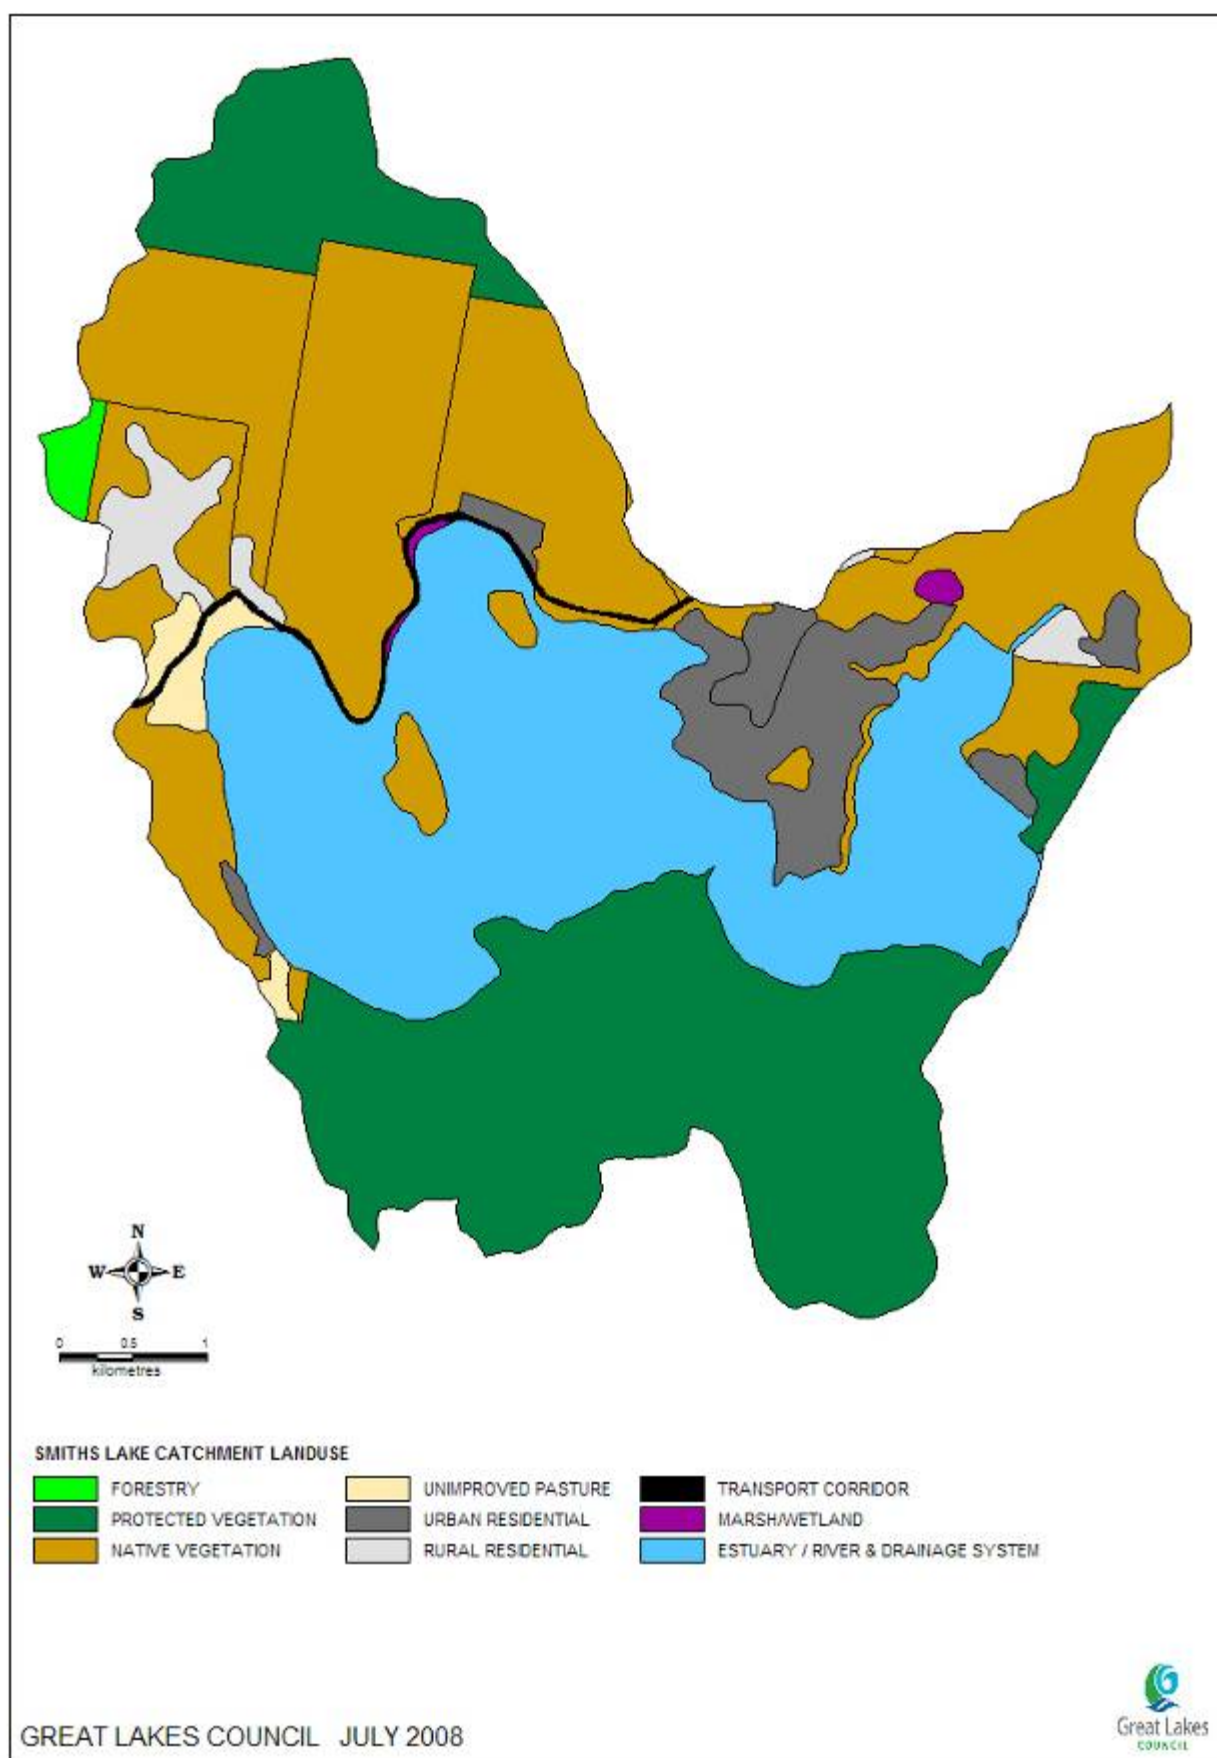 N
W E
S
0 0.5 1
kilometres
SMITHS LAKE CATCHMENT LANDUSE
FORESTRY UNIMPROVED PASTURE TRANSPORT CORRIDOR
PROTECTED VEGETATION URBAN RESIDENTIAL MARSH/WETLAND
NATIVE VEGETATION RURAL RESIDENTIAL ESTUARY / RIVER & DRAINAGE SYSTEM
Great Lakes
COUNCIL
GREAT LAKES COUNCIL JULY 2008